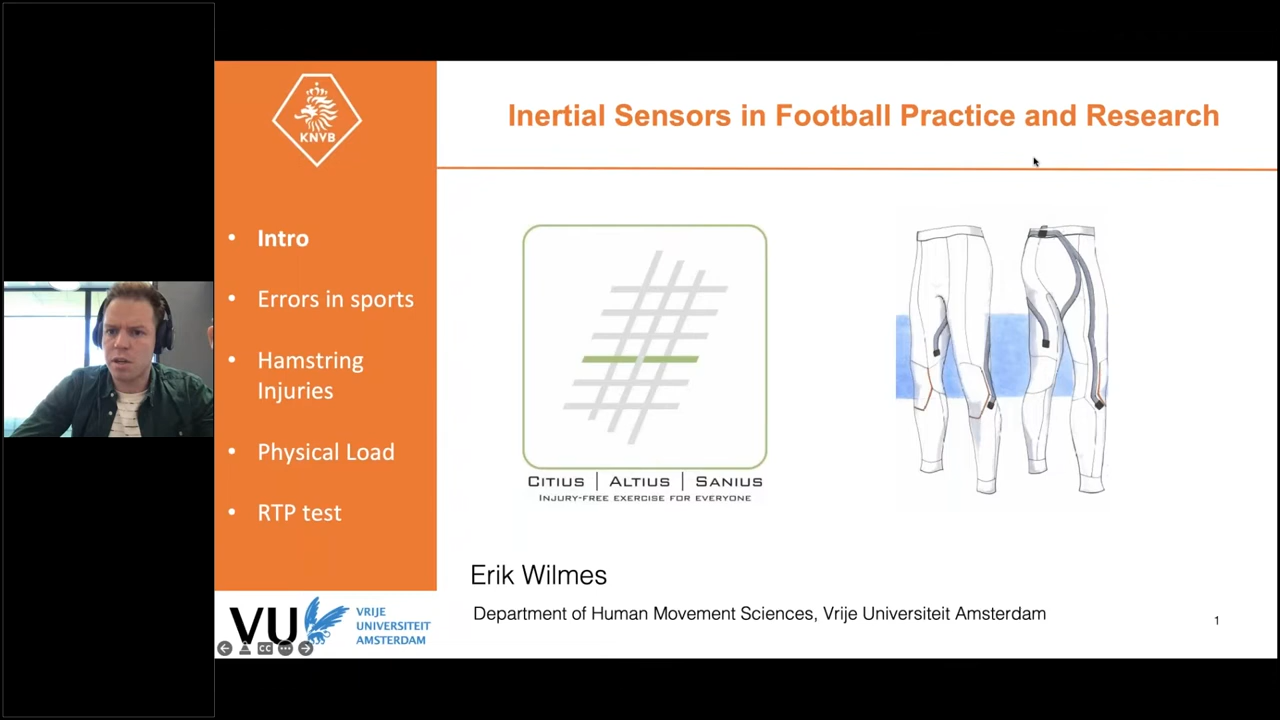 KNVB
Inertial Sensors in Football Practice and Research
• Intro
• Errors in sports
• Hamstring
Injuries
• Physical Load
• RTP test
CITIUS | ALTIUS | SANIUS
INJURY-FREE EXERCISE FOR EVERYONE
Erik Wilmes
Department of Human Movement Sciences, Vrije Universiteit Amsterdam
1
VU
VRIJE
UNIVERSITEIT
AMSTERDAM
CC